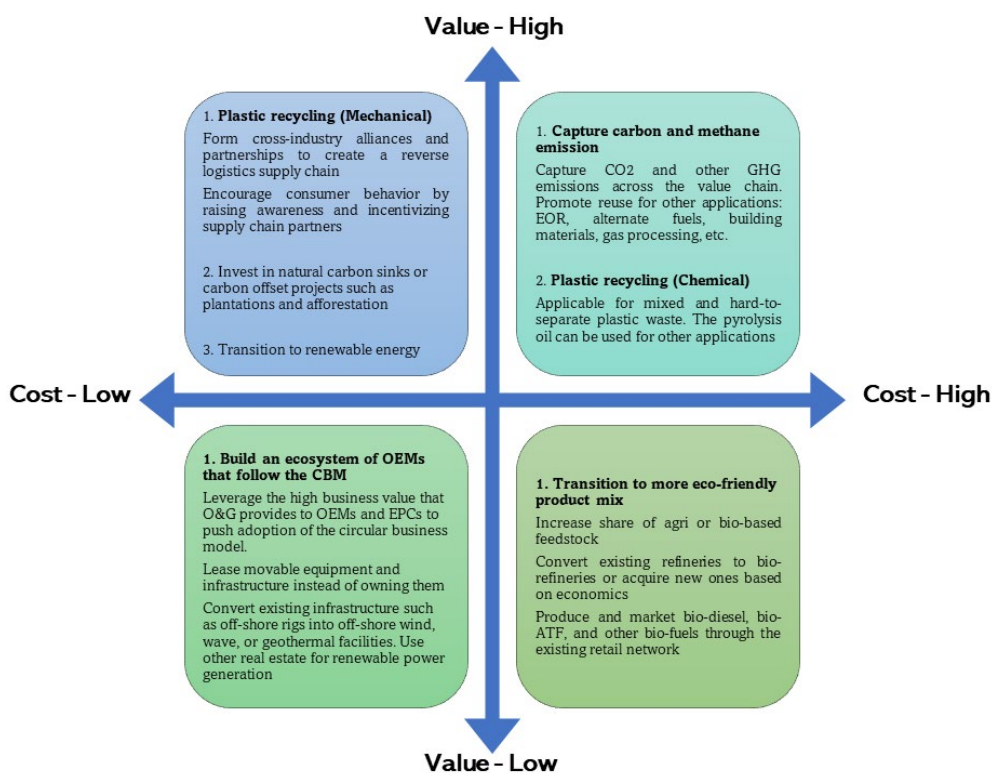 Value - High
1. Plastic recycling (Mechanical)
Form cross-industry alliances and
partnerships to create a reverse
logistics supply chain
Encourage consumer behavior by
raising awareness and incentivizing
supply chain partners
2. Invest in natural carbon sinks or
carbon offset projects such as
plantations and afforestation
3. Transition to renewable energy
1. Capture carbon and methane
emission
Capture CO2 and other GHG
emissions across the value chain.
Promote reuse for other applications:
EOR, alternate fuels, building
materials, gas processing, etc.
2. Plastic recycling (Chemical)
Applicable for mixed and hard-to-
separate plastic waste. The pyrolysis
oil can be used for other applications
Cost - Low
Cost - High
1. Build an ecosystem of OEMs
that follow the CBM
Leverage the high business value that
O&G provides to OEMs and EPCs to
push adoption of the circular business
model.
Lease movable equipment and
infrastructure instead of owning them
Convert existing infrastructure such
as off-shore rigs into off-shore wind,
wave, or geothermal facilities. Use
other real estate for renewable power
generation
1. Transition to more eco-friendly
product mix
Increase share of agri or bio-based
feedstock
Convert existing refineries to bio-
refineries or acquire new ones based
on economics
Produce and market bio-diesel, bio-
ATF, and other bio-fuels through the
existing retail network
Value - Low